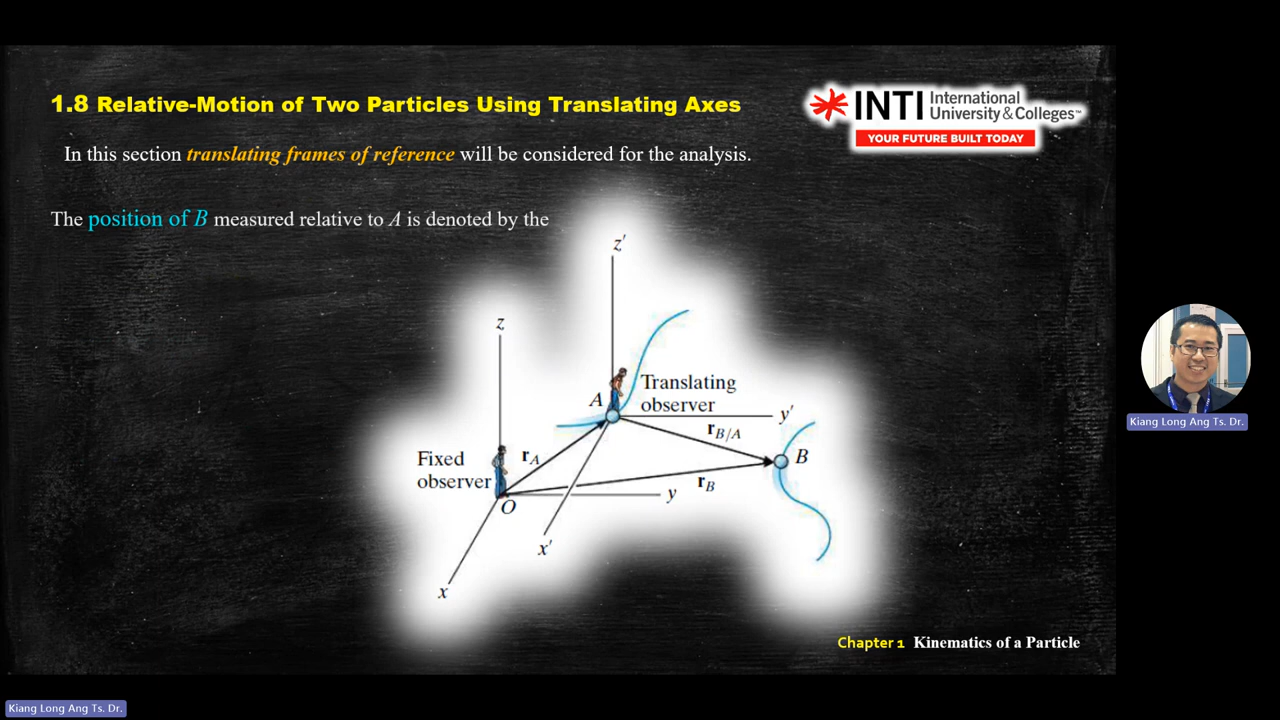 1.8 Relative-Motion of Two Particles Using Translating Axes
INTI International University & Colleges™
YOUR FUTURE BUILT TODAY
In this section translating frames of reference will be considered for the analysis.
The position of B measured relative to A is denoted by the
z′
z
Translating
observer
A
y′
r_B/A
B
Fixed
observer
r_A
r_B
y
O
x′
x
Kiang Long Ang Ts. Dr.
Chapter 1 Kinematics of a Particle
Kiang Long Ang Ts. Dr.